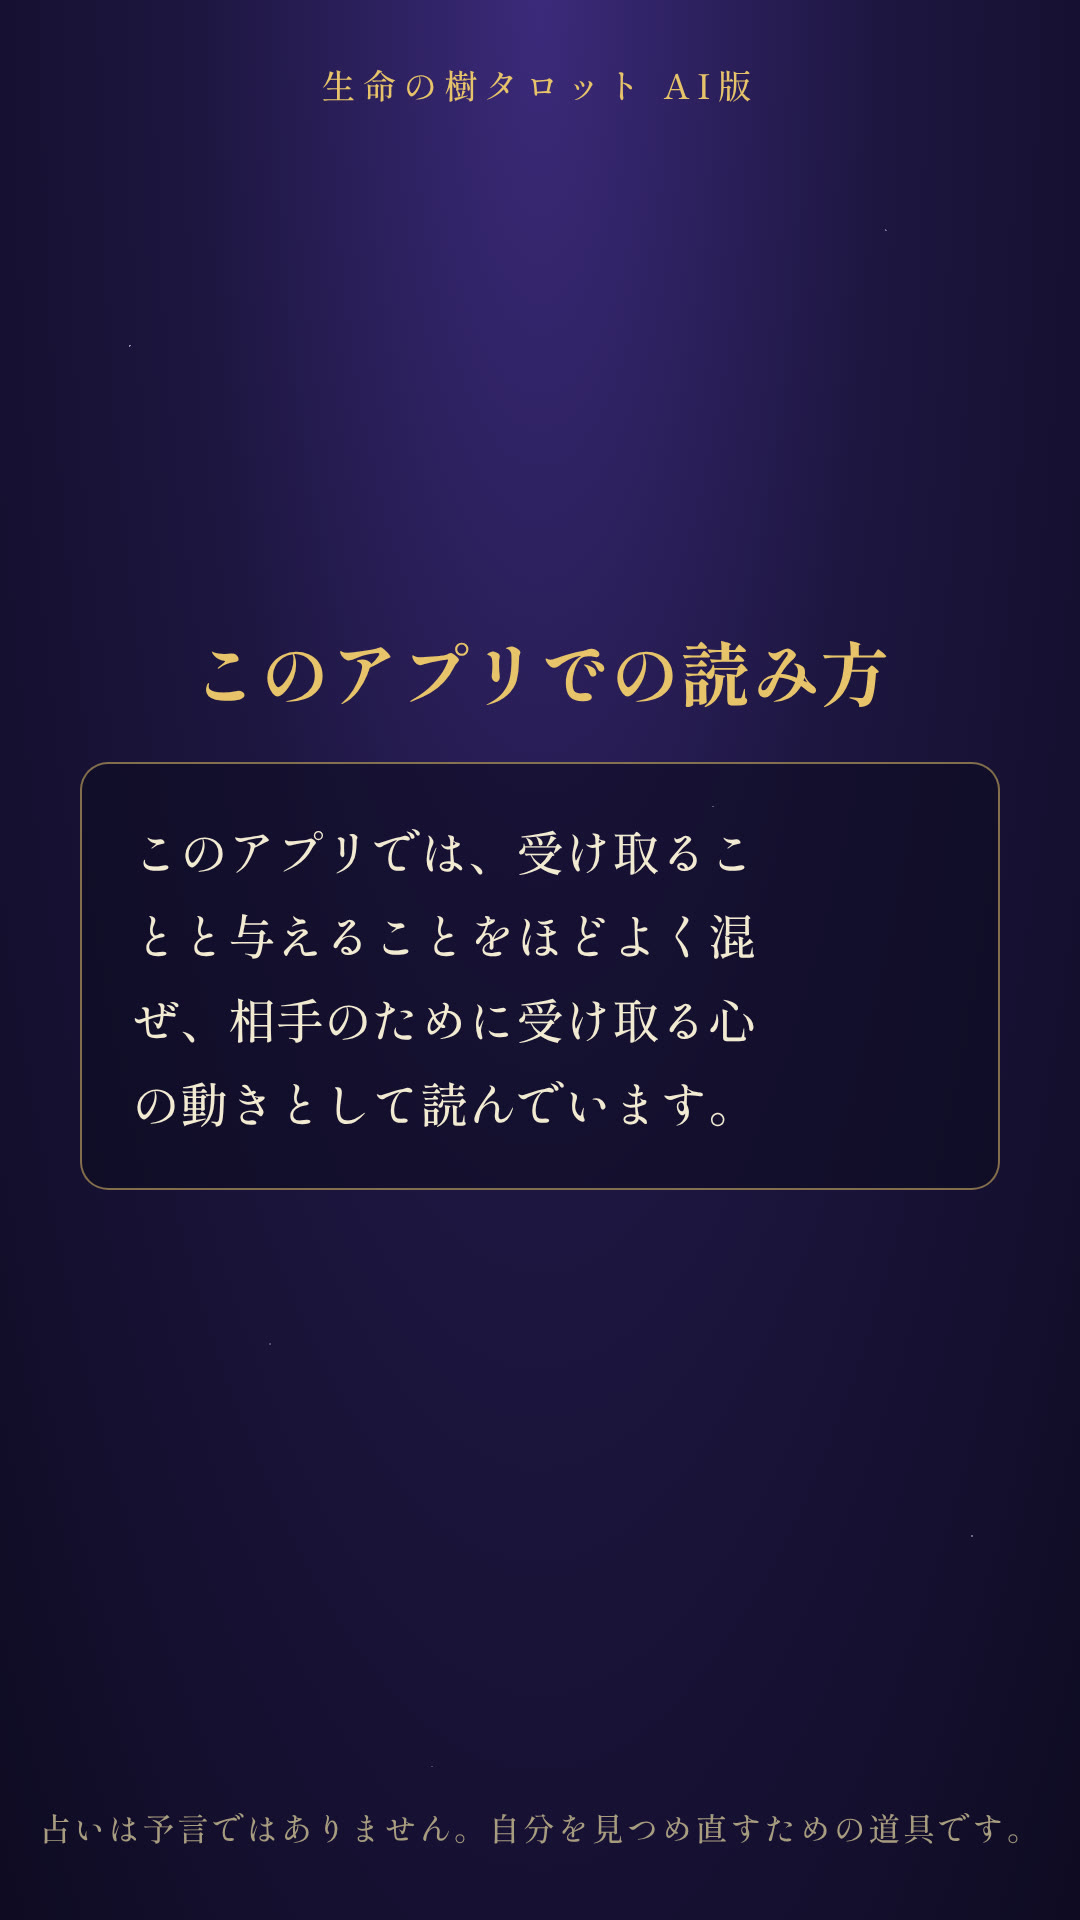 生命の樹タロット AI版
このアプリでの読み方
このアプリでは、受け取るこ
とと与えることをほどよく混
ぜ、相手のために受け取る心
の動きとして読んでいます。
占いは予言ではありません。自分を見つめ直すための道具です。